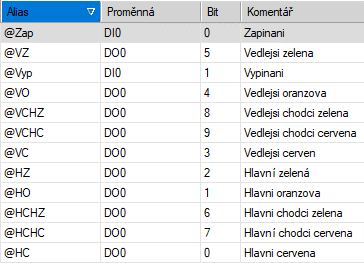 Alias Proměnná Bit Komentář
@Zap DI0 0 Zapinani
@VZ DO0 5 Vedlejsi zelena
@Vyp DI0 1 Vypinani
@VO DO0 4 Vedlejsi oranzova
@VCHZ DO0 8 Vedlejsi chodci zelena
@VCHC DO0 9 Vedlejsi chodci cervena
@VC DO0 3 Vedlejsi cerven
@HZ DO0 2 Hlavní zelená
@HO DO0 1 Hlavni oranzova
@HCHZ DO0 6 Hlavni chodci zelena
@HCHC DO0 7 Hlavní chodci cervena
@HC DO0 0 Hlavni cervena